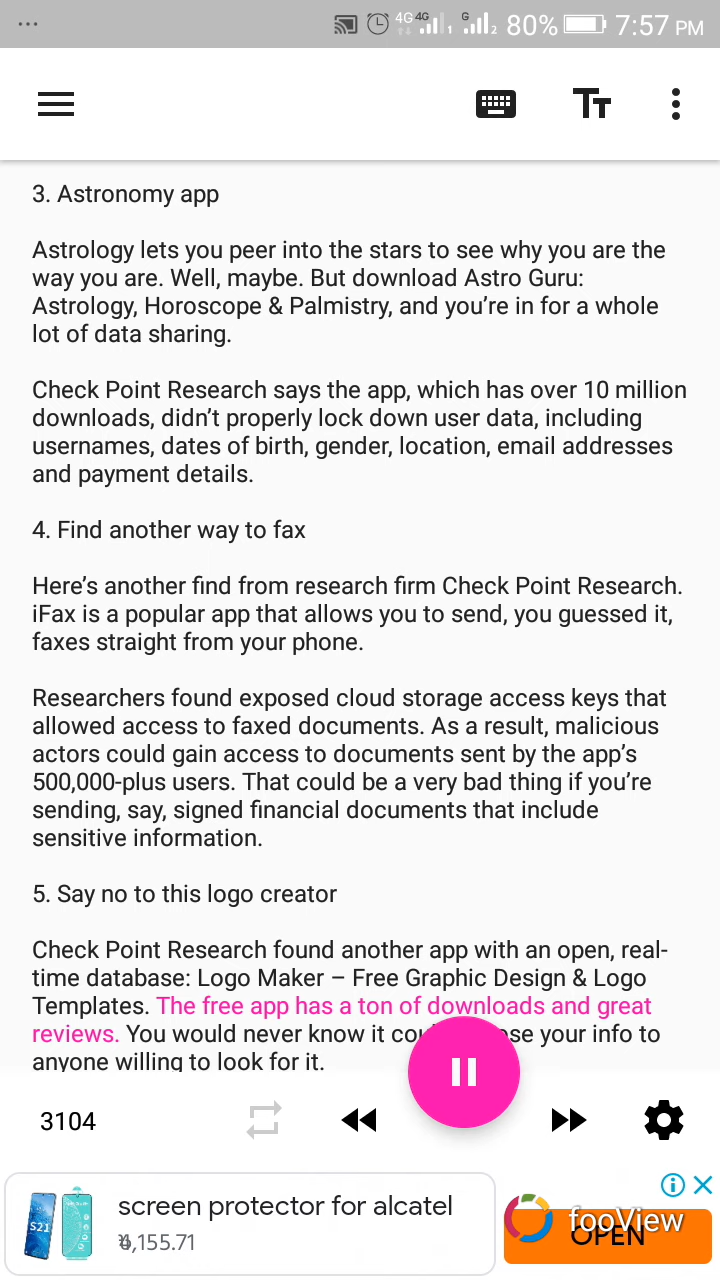 4G 4G 1 G 2 80% 7:57 PM
TT
3. Astronomy app
Astrology lets you peer into the stars to see why you are the
way you are. Well, maybe. But download Astro Guru:
Astrology, Horoscope & Palmistry, and you’re in for a whole
lot of data sharing.
Check Point Research says the app, which has over 10 million
downloads, didn’t properly lock down user data, including
usernames, dates of birth, gender, location, email addresses
and payment details.
4. Find another way to fax
Here’s another find from research firm Check Point Research.
iFax is a popular app that allows you to send, you guessed it,
faxes straight from your phone.
Researchers found exposed cloud storage access keys that
allowed access to faxed documents. As a result, malicious
actors could gain access to documents sent by the app’s
500,000-plus users. That could be a very bad thing if you’re
sending, say, signed financial documents that include
sensitive information.
5. Say no to this logo creator
Check Point Research found another app with an open, real-
time database: Logo Maker – Free Graphic Design & Logo
Templates. The free app has a ton of downloads and great
reviews. You would never know it your info to
anyone willing to look for it.
3104
S21
screen protector for alcatel
,155.71
fooView
OPEN